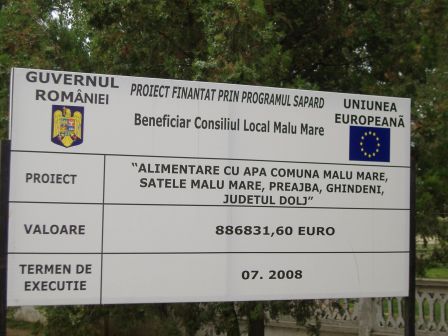 GUVERNUL
ROMÂNIEI
PROIECT FINANTAT PRIN PROGRAMUL SAPARD
Beneficiar Consiliul Local Malu Mare
UNIUNEA
EUROPEANĂ
PROIECT
"ALIMENTARE CU APA COMUNA MALU MARE,
SATELE MALU MARE, PREAJBA, GHINDENI,
JUDETUL DOLJ"
VALOARE
886831,60 EURO
TERMEN DE
EXECUTIE
07. 2008